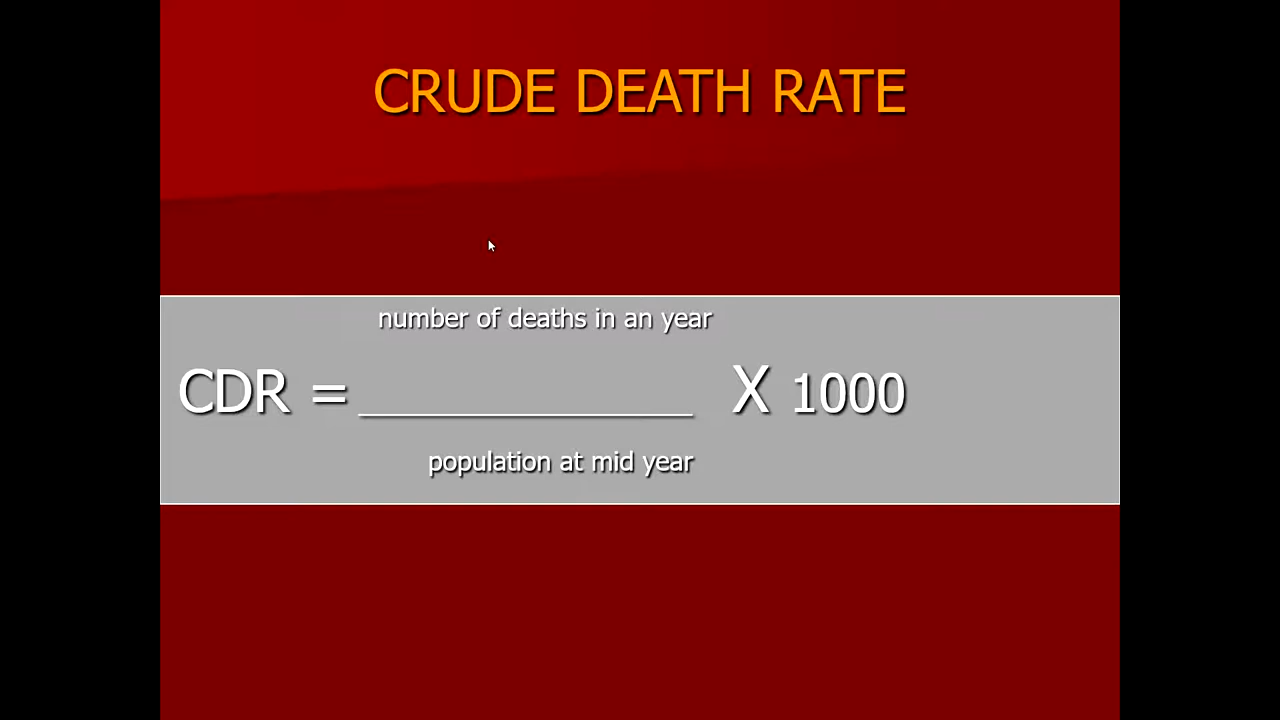 CRUDE DEATH RATE
number of deaths in an year
CDR = ______________ X 1000
population at mid year